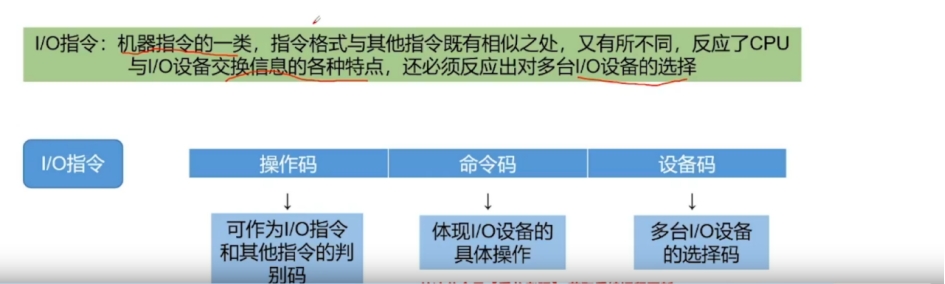 I/O指令：机器指令的一类，指令格式与其他指令既有相似之处，又有所不同，反应了CPU
与I/O设备交换信息的各种特点，还必须反应出对多台I/O设备的选择
I/O指令
操作码 命令码 设备码
↓ ↓ ↓
可作为I/O指令
和其他指令的判
别码
体现I/O设备的
具体操作
多台I/O设备
的选择码